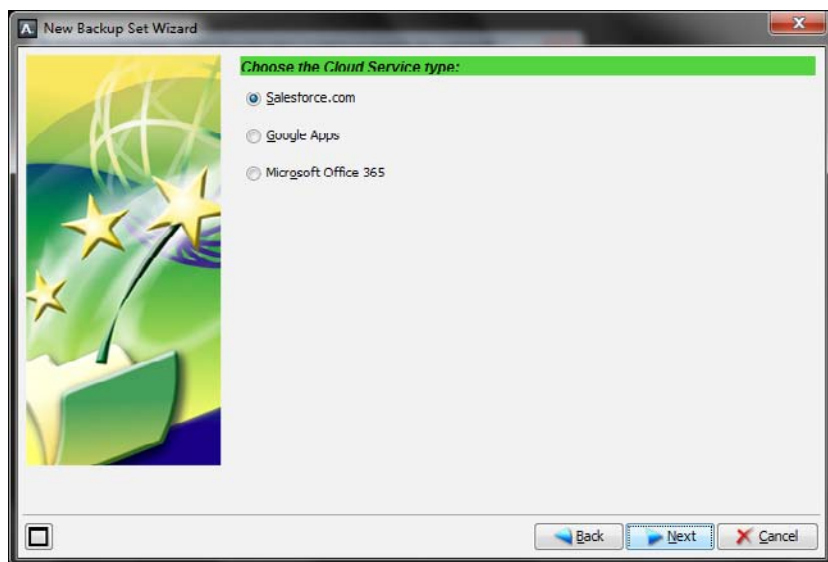 New Backup Set Wizard
Choose the Cloud Service type:
Salesforce.com
Google Apps
Microsoft Office 365
Back
Next
Cancel